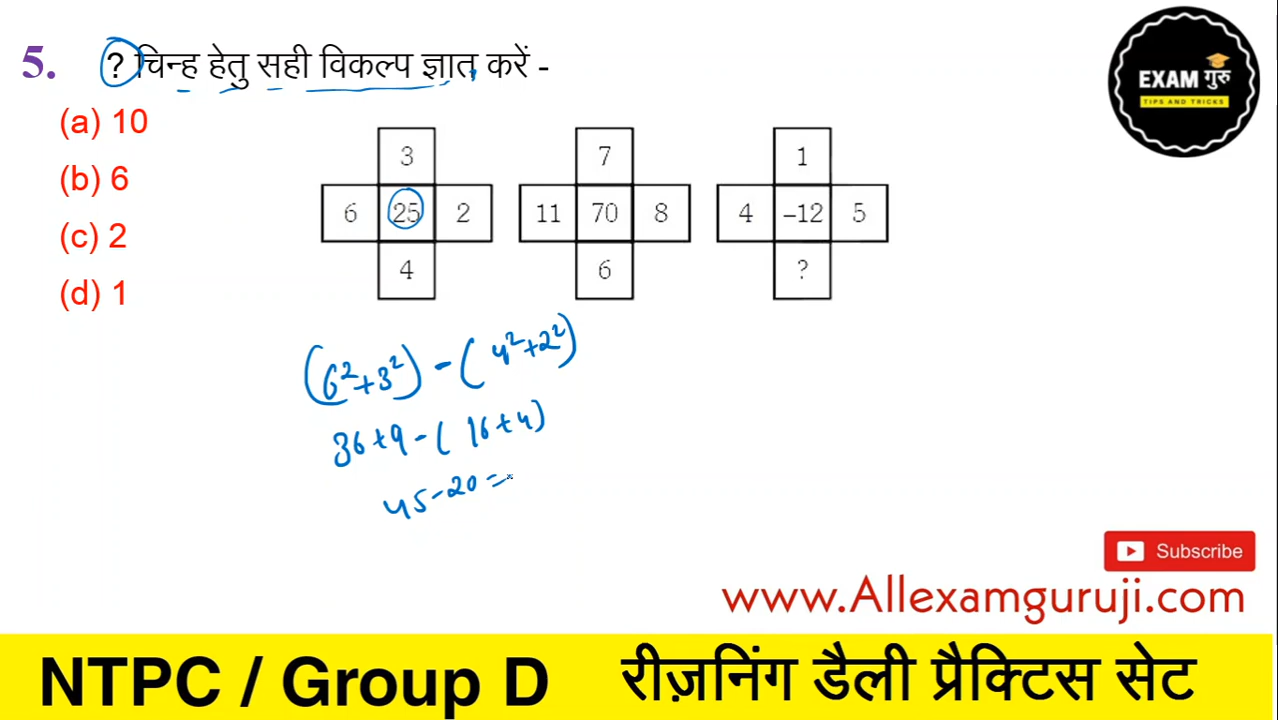 5. ? चिन्ह हेतु सही विकल्प ज्ञात करें -
EXAM गुरु
TIPS AND TRICKS
(a) 10
(b) 6
(c) 2
(d) 1
3 7 1
6 25 2 11 70 8 4 –12 5
4 6 ?
(6²+3²) - (4²+2²)
36+9-(16+4)
45-20=
Subscribe
www.Allexamguruji.com
NTPC / Group D रीज़निंग डैली प्रैक्टिस सेट